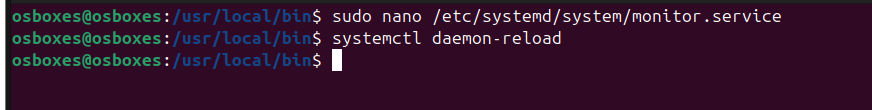 osboxes@osboxes:/usr/local/bin$ sudo nano /etc/systemd/system/monitor.service
osboxes@osboxes:/usr/local/bin$ systemctl daemon-reload
osboxes@osboxes:/usr/local/bin$